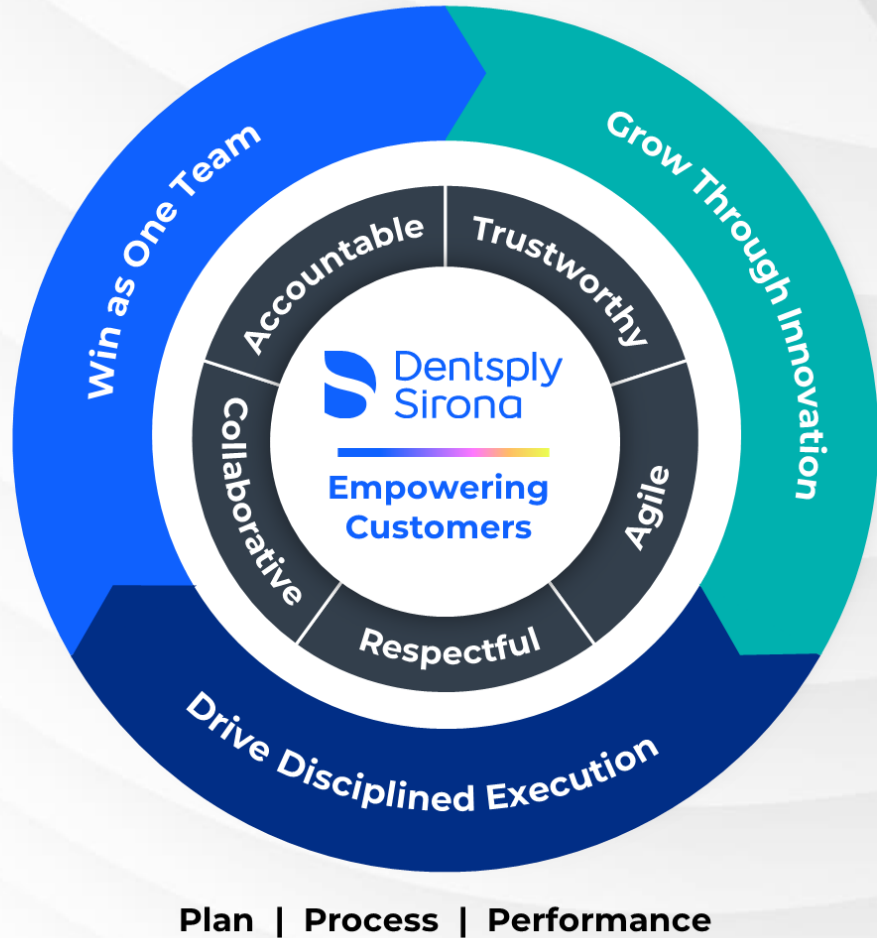 Win as One Team
Grow Through Innovation
Drive Disciplined Execution
Accountable
Trustworthy
Agile
Respectful
Collaborative
Dentsply
Sirona
Empowering
Customers
Plan | Process | Performance